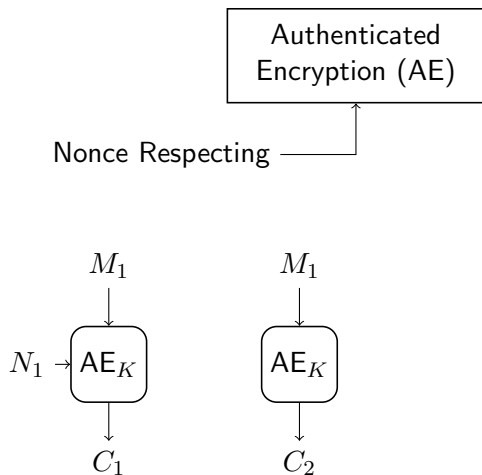 Authenticated
Encryption (AE)
Nonce Respecting
M₁ M₁
N₁ AE_K AE_K
C₁ C₂